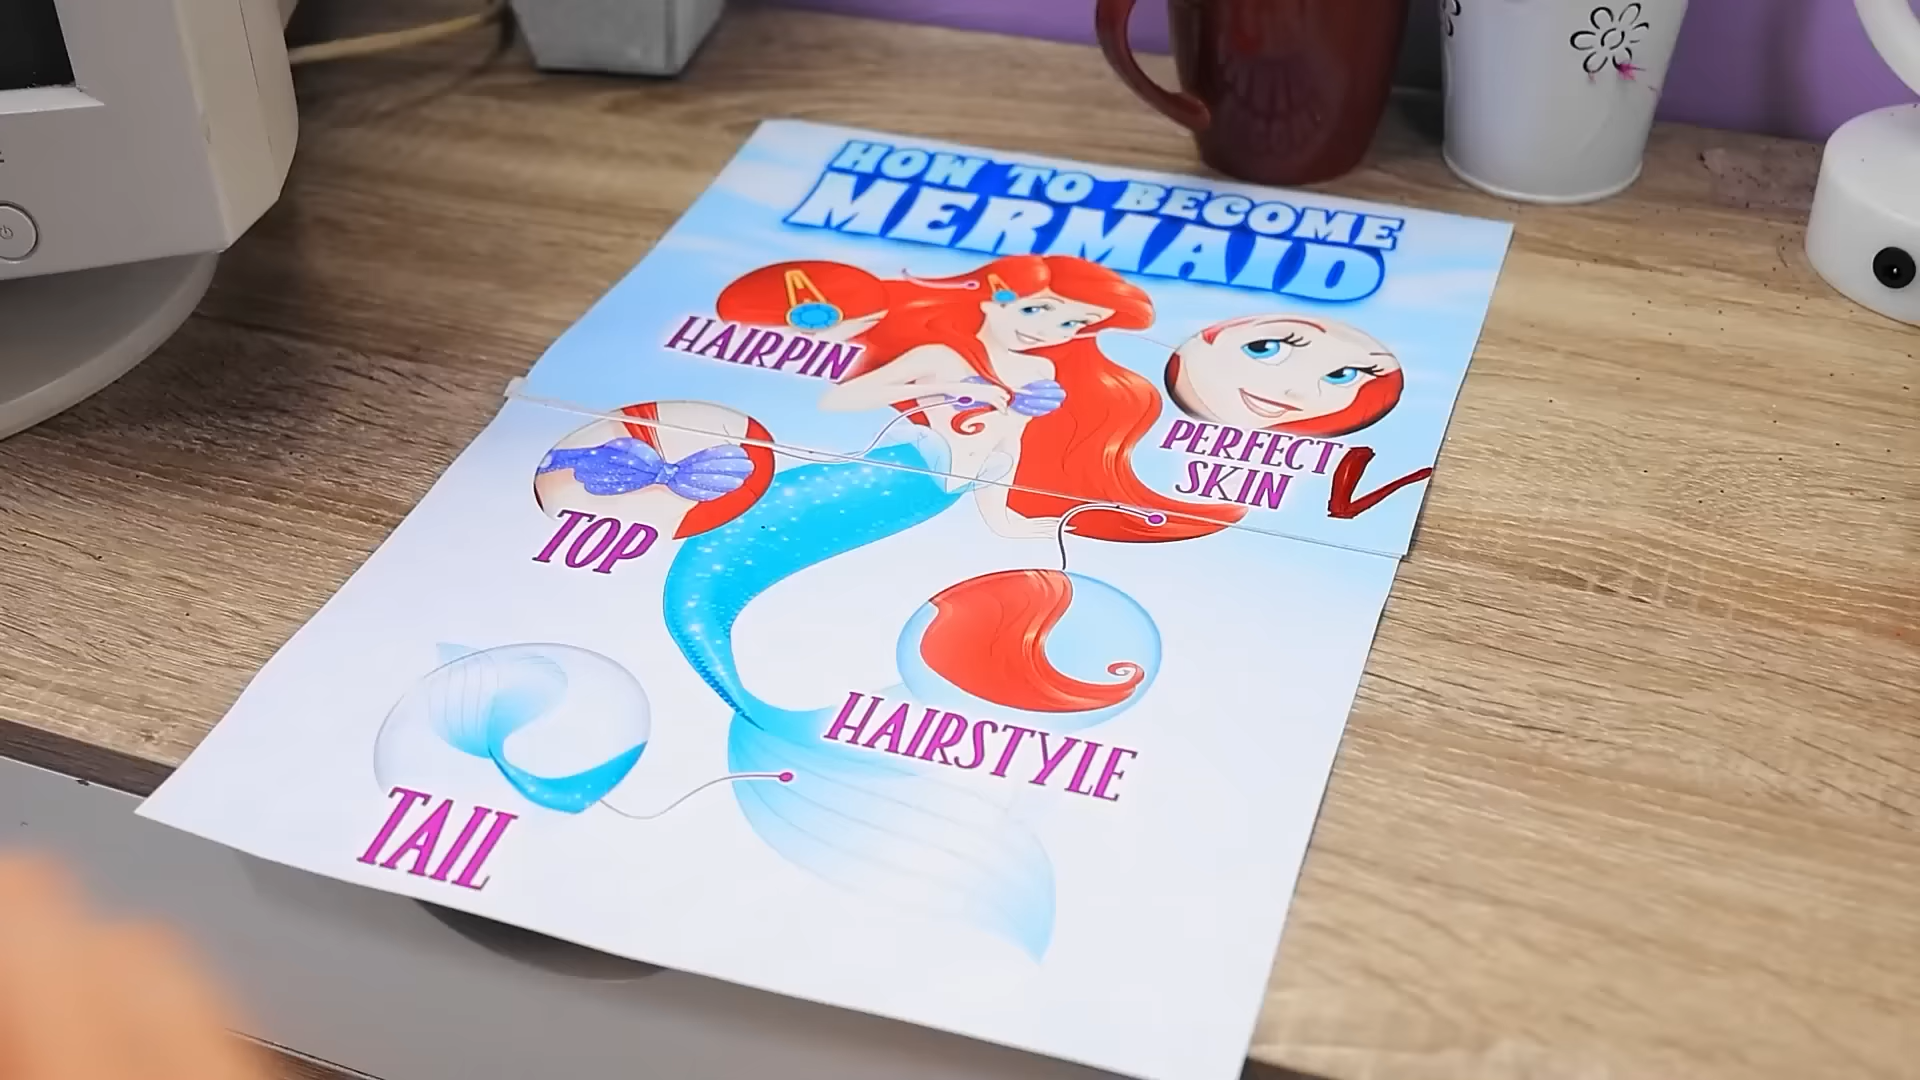 HOW TO BECOME
MERMAID
HAIRPIN
PERFECT
SKIN
TOP
HAIRSTYLE
TAIL